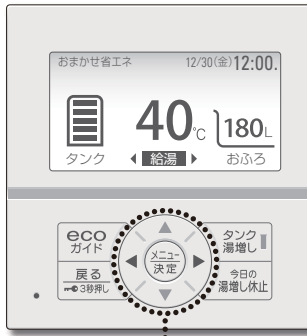 おまかせ省エネ 12/30(金)12:00.
40℃ 180L
タンク ◀ 給湯 ▶ おふろ
eco
ガイド
メニュー
決定
タンク
湯増し
戻る
3秒押し
今日の
湯増し休止